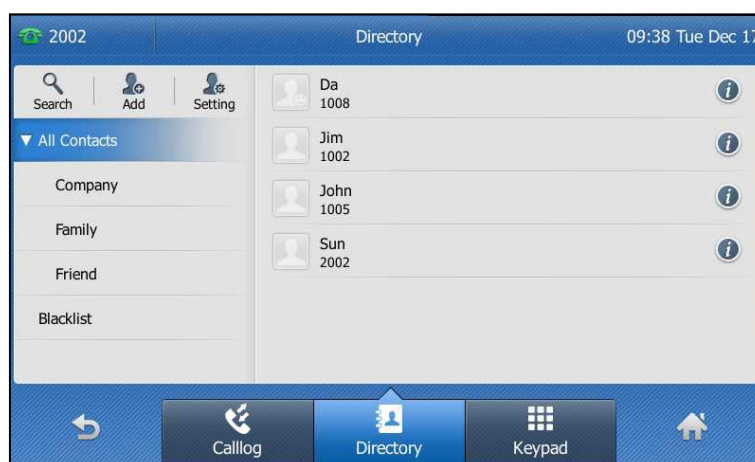 2002
Directory
09:38 Tue Dec 17
Search
Add
Setting
All Contacts
Company
Family
Friend
Blacklist
Da
1008
Jim
1002
John
1005
Sun
2002
Calllog
Directory
Keypad